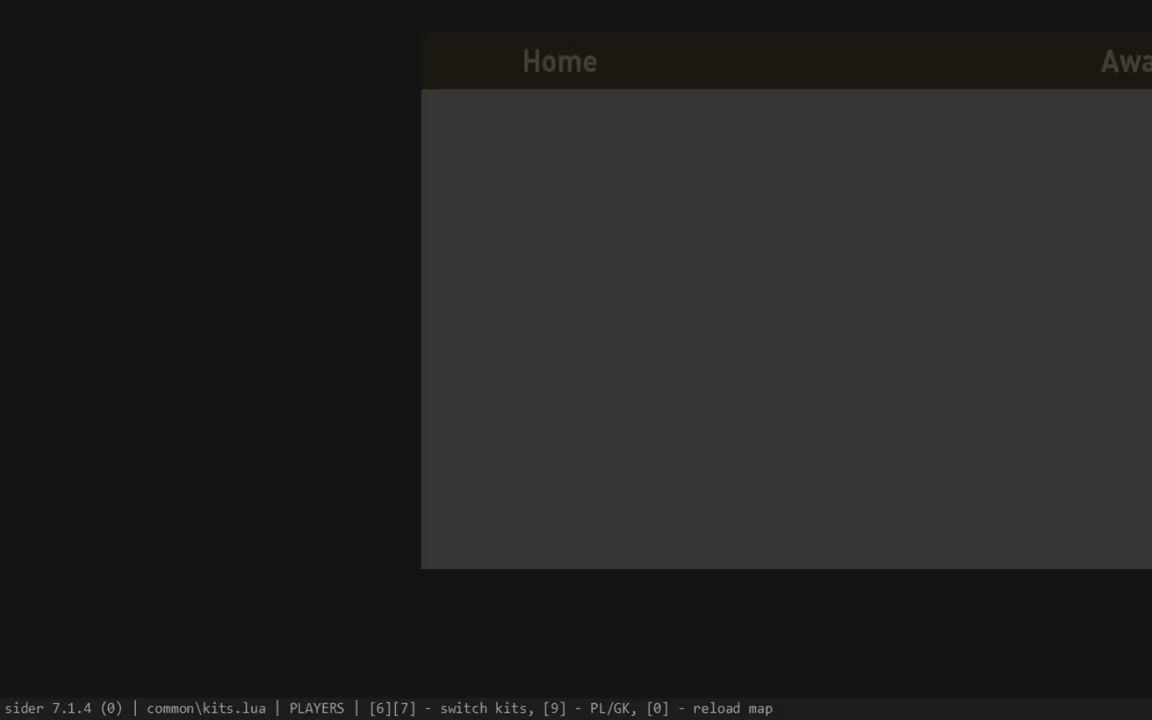 Home Awa
sider 7.1.4 (0) | common\kits.lua | PLAYERS | [6][7] - switch kits, [9] - PL/GK, [0] - reload map